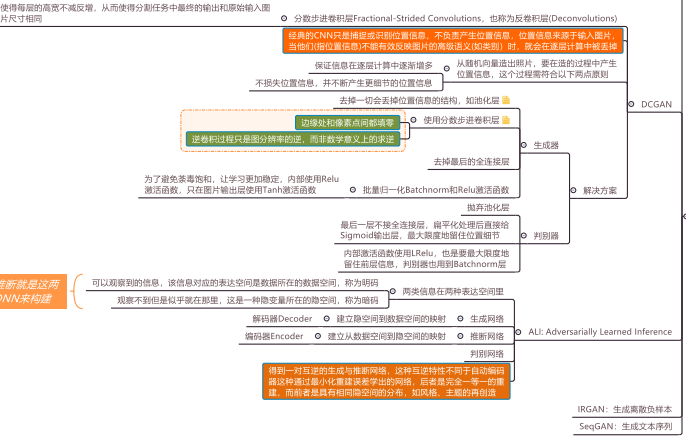 使得每层的高宽不减反增，从而使得分割任务中最终的输出和原始输入图
片尺寸相同
分数步进卷积层Fractional-Strided Convolutions，也称为反卷积层(Deconvolutions)
经典的CNN只是捕捉或识别位置信息，不负责产生位置信息，位置信息来源于输入图片，
当他们(指位置信息)不能有效反映图片的高级语义(如类别）时，就会在逐层计算中被丢掉
保证信息在逐层计算中逐渐增多
不损失位置信息，并不断产生更细节的位置信息
从随机向量造出照片，要在造的过程中产生
位置信息，这个过程需符合以下两点原则
DCGAN
去掉一切会丢掉位置信息的结构，如池化层
边缘处和像素点间都填零
逆卷积过程只是图分辨率的逆，而非数学意义上的求逆
使用分数步进卷积层
生成器
去掉最后的全连接层
为了避免荼毒饱和，让学习更加稳定，内部使用Relu
激活函数，只在图片输出层使用Tanh激活函数
批量归一化Batchnorm和Relu激活函数
解决方案
抛弃池化层
最后一层不接全连接层，扁平化处理后直接给
Sigmoid输出层，最大限度地留住位置细节
判别器
内部激活函数使用LRelu，也是要最大限度地
留住前层信息，判别器也用到Batchnorm层
推断就是这两
DNN来构建
可以观察到的信息，该信息对应的表达空间是数据所在的数据空间，称为明码
观察不到但是似乎就在那里，这是一种隐变量所在的隐空间，称为暗码
两类信息在两种表达空间里
解码器Decoder
建立隐空间到数据空间的映射
生成网络
编码器Encoder
建立从数据空间到隐空间的映射
推断网络
ALI: Adversarially Learned Inference
判别网络
得到一对互逆的生成与推断网络，这种互逆特性不同于自动编码
器这种通过最小化重建误差学出的网络，后者是完全一等一的重
建，而前者是具有相同隐空间的分布，如风格、主题的再创造
IRGAN：生成离散负样本
SeqGAN：生成文本序列